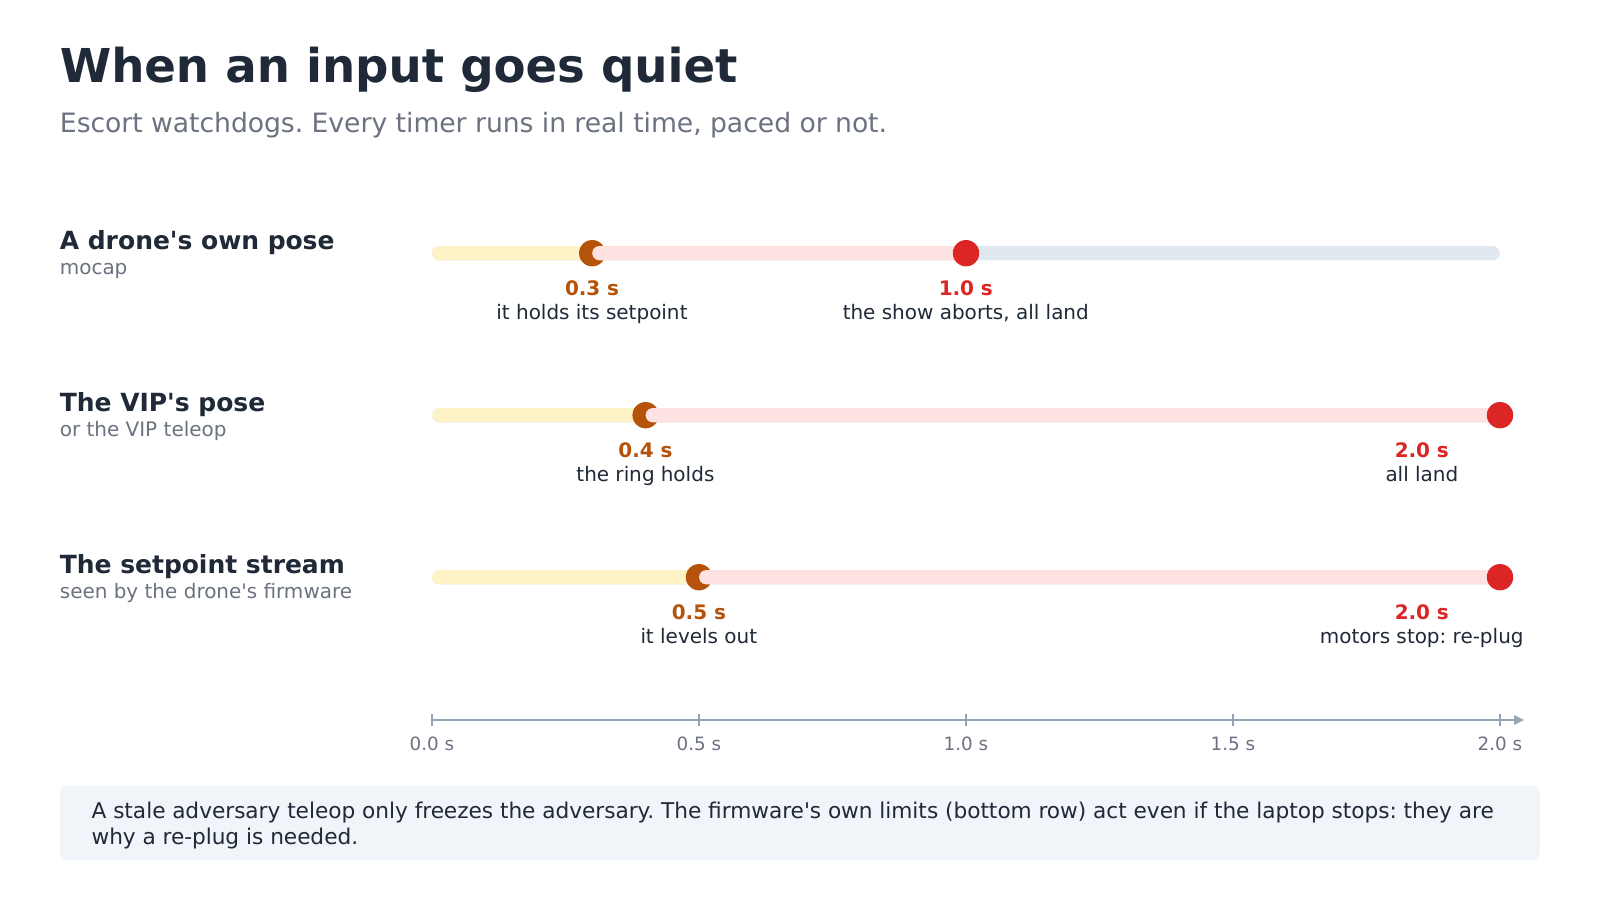 When an input goes quiet
Escort watchdogs. Every timer runs in real time, paced or not.
A drone's own pose
mocap
0.3 s
it holds its setpoint
1.0 s
the show aborts, all land
The VIP's pose
or the VIP teleop
0.4 s
the ring holds
2.0 s
all land
The setpoint stream
seen by the drone's firmware
0.5 s
it levels out
2.0 s
motors stop: re-plug
0.0 s
0.5 s
1.0 s
1.5 s
2.0 s
A stale adversary teleop only freezes the adversary. The firmware's own limits (bottom row) act even if the laptop stops: they are
why a re-plug is needed.